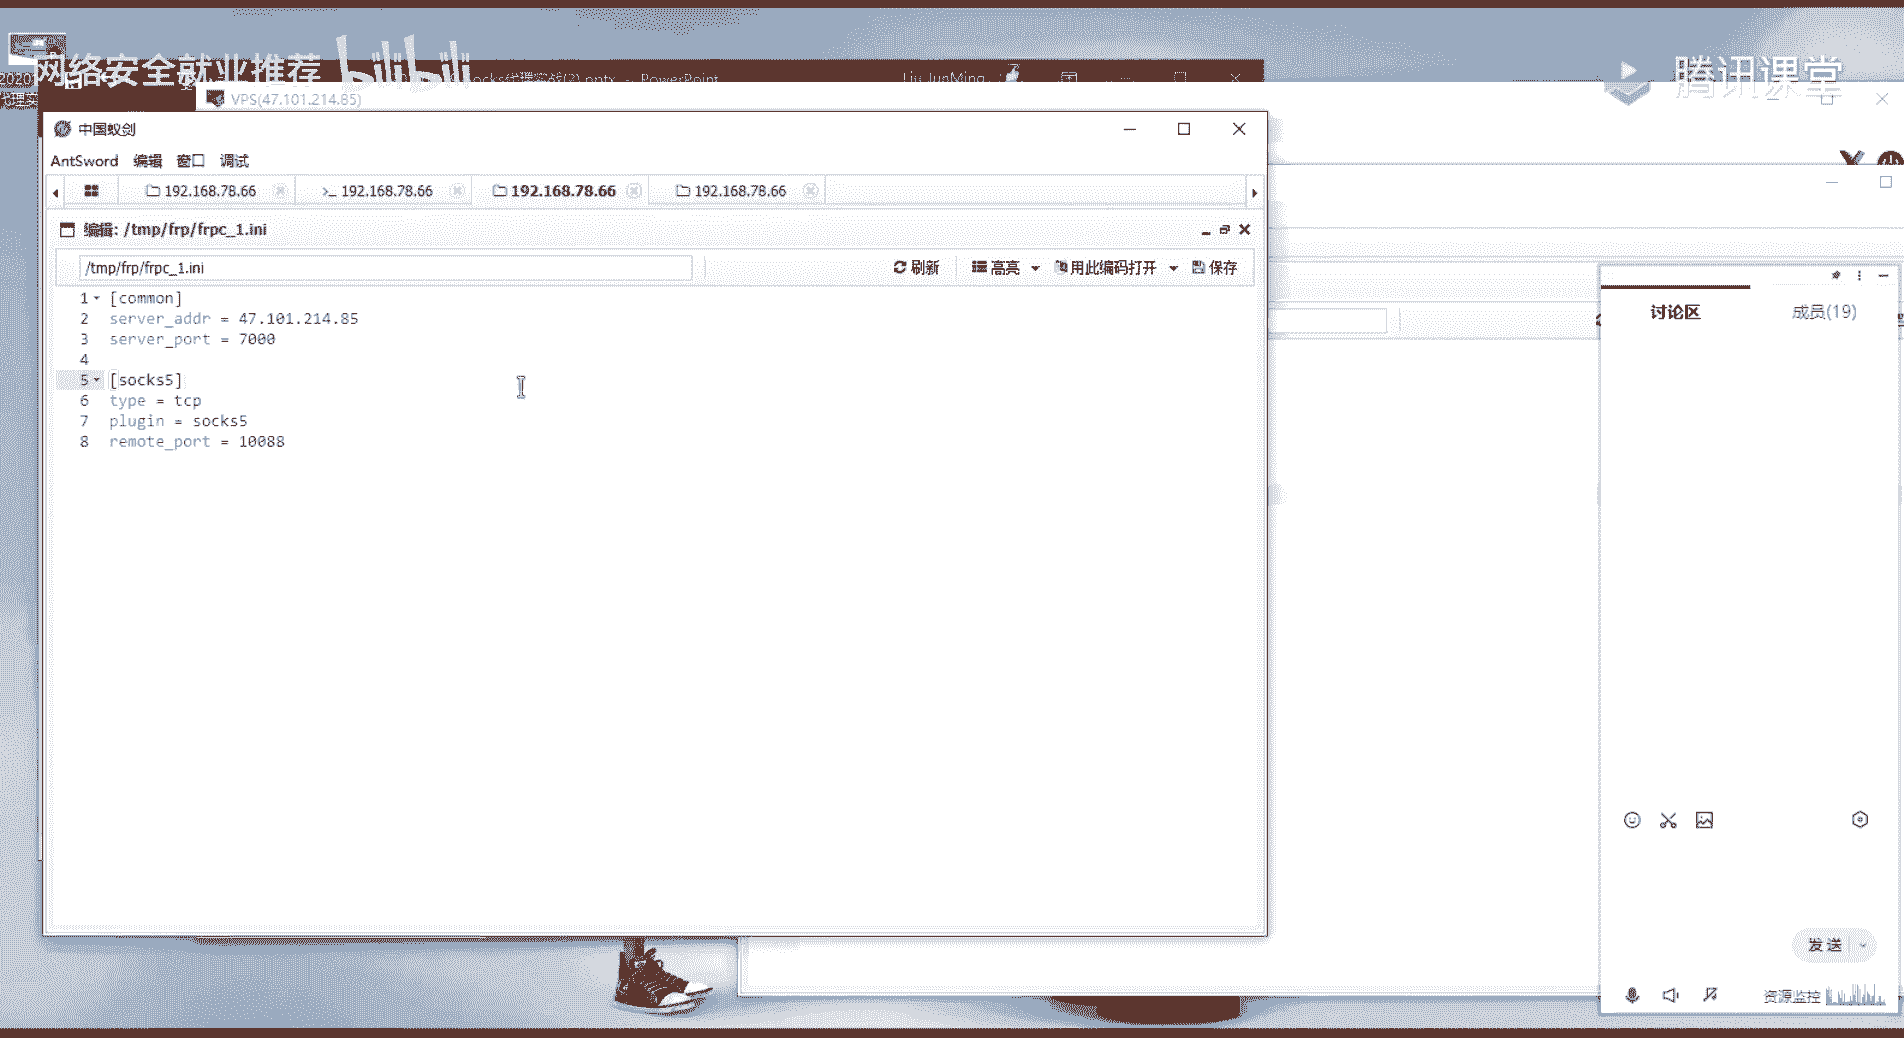 网络安全就业推荐 bilibili
腾讯课堂
2020
Socks代理实战(2).pptx - PowerPoint
Liu JunMing
VPS(47.101.214.85)
中国蚁剑
AntSword 编辑 窗口 调试
192.168.78.66
>_ 192.168.78.66
192.168.78.66
192.168.78.66
编辑: /tmp/frp/frpc_1.ini
/tmp/frp/frpc_1.ini
刷新 高亮 用此编码打开 保存
1 [common]
2 server_addr = 47.101.214.85
3 server_port = 7000
4
5 [socks5]
6 type = tcp
7 plugin = socks5
8 remote_port = 10088
讨论区 成员(19)
发送
资源监控